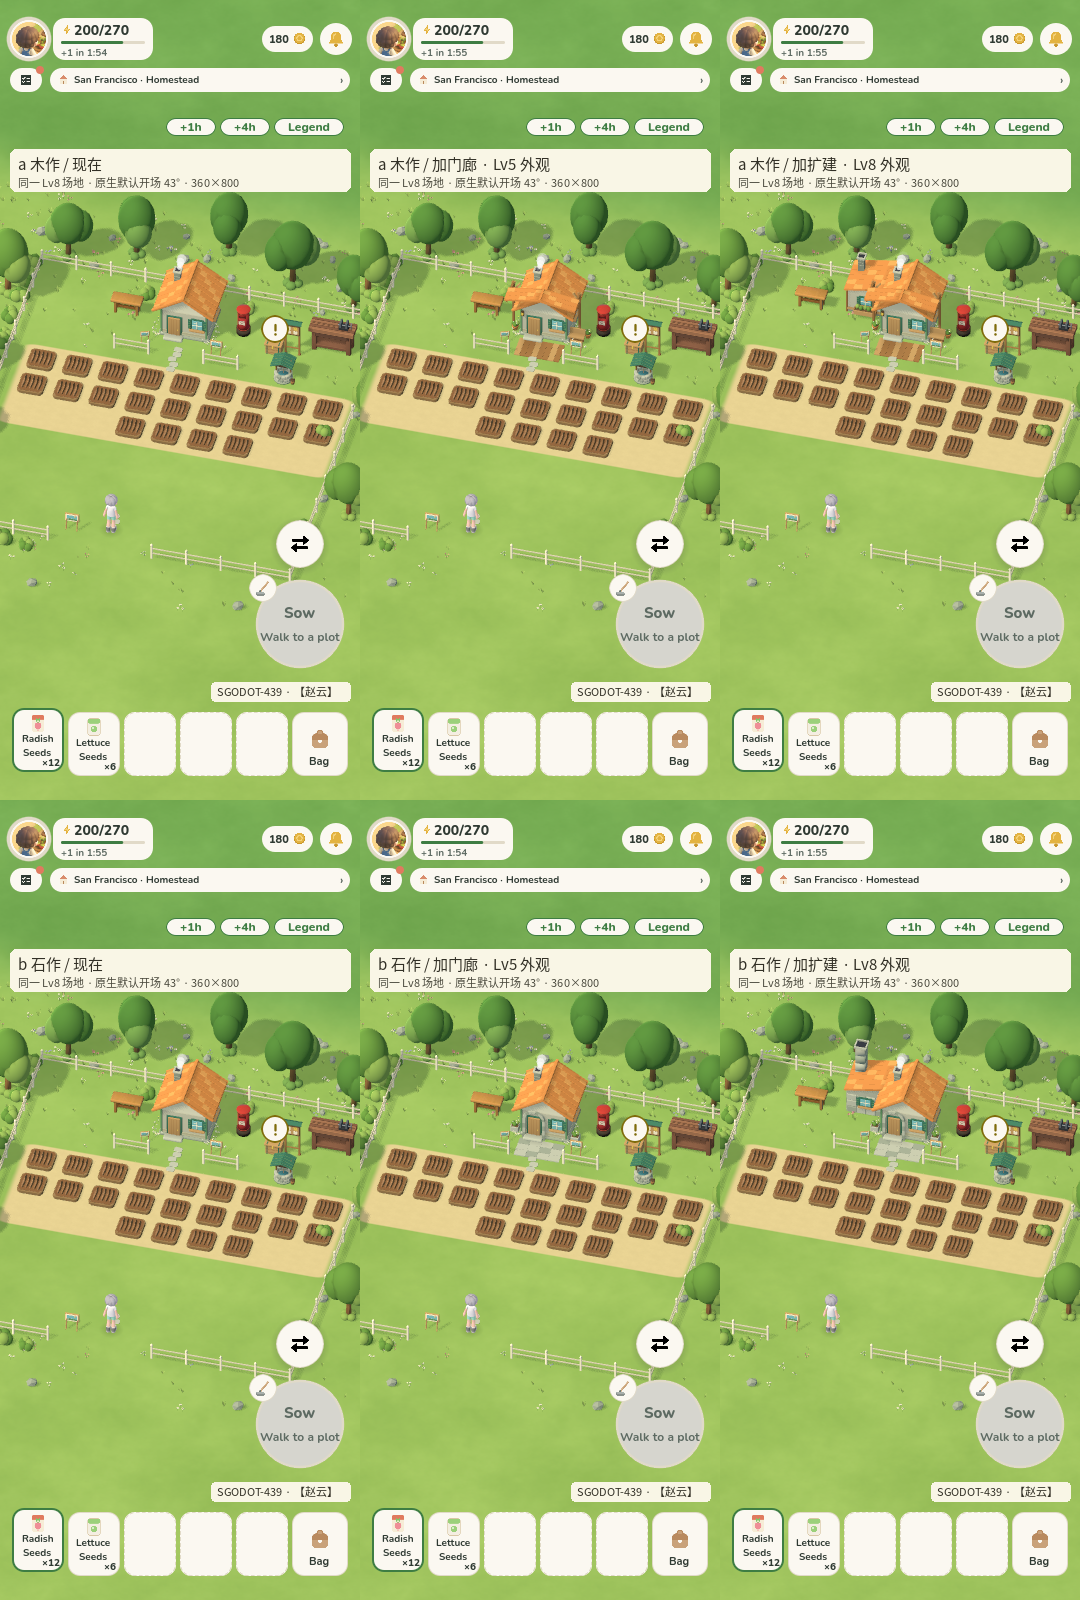 200/270
+1 in 1:54
180
San Francisco · Homestead ›
+1h +4h Legend
a 木作 / 现在
同一 Lv8 场地 · 原生默认开场 43° · 360×800
!
Sow
Walk to a plot
SGODOT-439 · 【赵云】
Radish
Seeds
×12
Lettuce
Seeds
×6
Bag
200/270
+1 in 1:55
180
San Francisco · Homestead ›
+1h +4h Legend
a 木作 / 加门廊 · Lv5 外观
同一 Lv8 场地 · 原生默认开场 43° · 360×800
!
Sow
Walk to a plot
SGODOT-439 · 【赵云】
Radish
Seeds
×12
Lettuce
Seeds
×6
Bag
200/270
+1 in 1:55
180
San Francisco · Homestead ›
+1h +4h Legend
a 木作 / 加扩建 · Lv8 外观
同一 Lv8 场地 · 原生默认开场 43° · 360×800
!
Sow
Walk to a plot
SGODOT-439 · 【赵云】
Radish
Seeds
×12
Lettuce
Seeds
×6
Bag
200/270
+1 in 1:55
180
San Francisco · Homestead ›
+1h +4h Legend
b 石作 / 现在
同一 Lv8 场地 · 原生默认开场 43° · 360×800
!
Sow
Walk to a plot
SGODOT-439 · 【赵云】
Radish
Seeds
×12
Lettuce
Seeds
×6
Bag
200/270
+1 in 1:54
180
San Francisco · Homestead ›
+1h +4h Legend
b 石作 / 加门廊 · Lv5 外观
同一 Lv8 场地 · 原生默认开场 43° · 360×800
!
Sow
Walk to a plot
SGODOT-439 · 【赵云】
Radish
Seeds
×12
Lettuce
Seeds
×6
Bag
200/270
+1 in 1:55
180
San Francisco · Homestead ›
+1h +4h Legend
b 石作 / 加扩建 · Lv8 外观
同一 Lv8 场地 · 原生默认开场 43° · 360×800
!
Sow
Walk to a plot
SGODOT-439 · 【赵云】
Radish
Seeds
×12
Lettuce
Seeds
×6
Bag